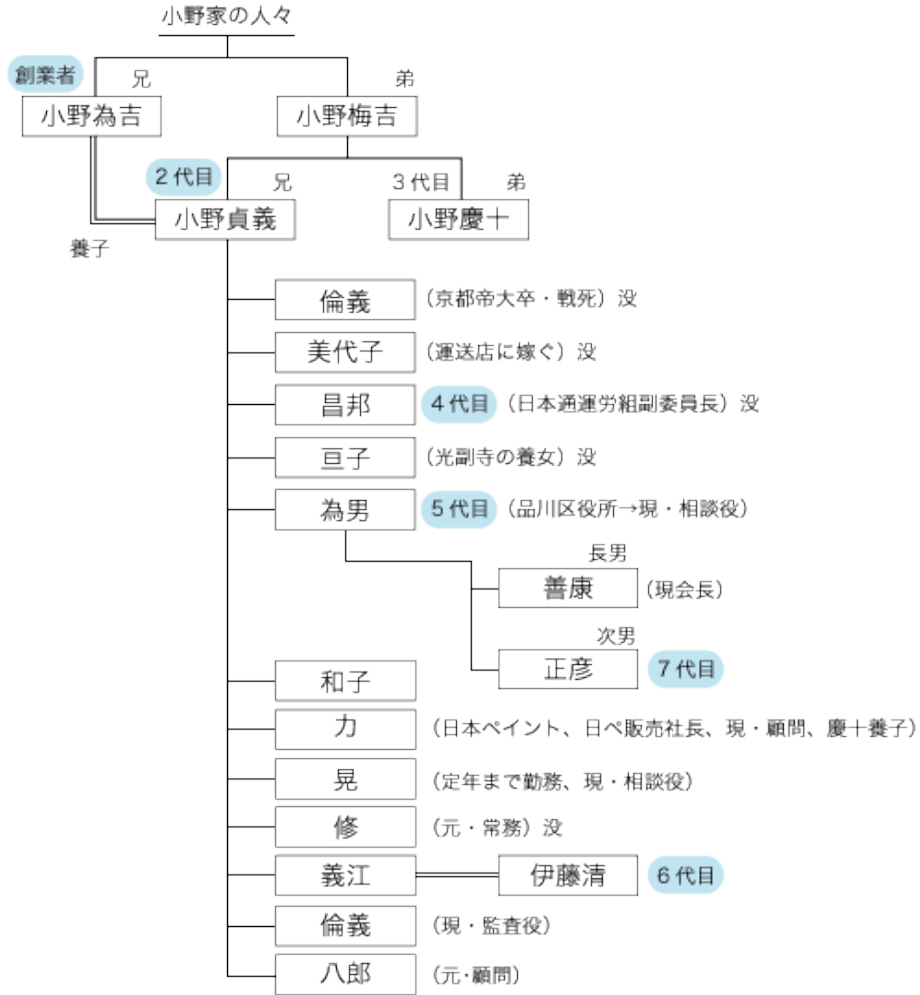 小野家の人々
創業者
兄
弟
小野為吉
小野梅吉
2代目
兄
3代目
弟
小野貞義
小野慶十
養子
倫義 (京都帝大卒・戦死) 没
美代子 (運送店に嫁ぐ) 没
昌邦 4代目 (日本通運労組副委員長) 没
亘子 (光副寺の養女) 没
為男 5代目 (品川区役所→現・相談役)
長男
善康 (現会長)
次男
正彦 7代目
和子
力 (日本ペイント、日ペ販売社長、現・顧問、慶十養子)
晃 (定年まで勤務、現・相談役)
修 (元・常務) 没
義江 伊藤清 6代目
倫義 (現・監査役)
八郎 (元・顧問)